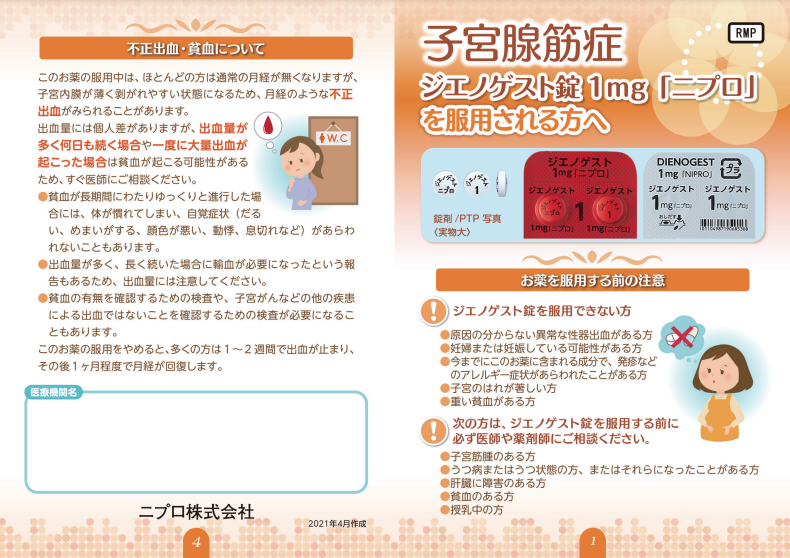 不正出血・貧血について
このお薬の服用中は、ほとんどの方は通常の月経が無くなりますが、
子宮内膜が薄く剥がれやすい状態になるため、月経のような不正
出血がみられることがあります。
出血量には個人差がありますが、出血量が
多く何日も続く場合や一度に大量出血が
起こった場合は貧血が起こる可能性がある
ため、すぐ医師にご相談ください。
W.C
●貧血が長期間にわたりゆっくりと進行した場
合には、体が慣れてしまい、自覚症状（だる
い、めまいがする、顔色が悪い、動悸、息切れなど）があらわ
れないこともあります。
●出血量が多く、長く続いた場合に輸血が必要になったという報
告もあるため、出血量には注意してください。
●貧血の有無を確認するための検査や、子宮がんなどの他の疾患
による出血ではないことを確認するための検査が必要になるこ
ともあります。
このお薬の服用をやめると、多くの方は1～2週間で出血が止まり、
その後1ヶ月程度で月経が回復します。
医療機関名
ニプロ株式会社
2021年4月作成
4
RMP
子宮腺筋症
ジエノゲスト錠 1mg「ニプロ」
を服用される方へ
ジエノゲスト
ニプロ
ジエノゲスト
1
錠剤/PTP 写真
〈実物大〉
ジエノゲスト
1mg「ニプロ」
ジエノゲスト
ジエノゲスト
1
1mg「ニプロ」
1mg「ニプロ」
DIENOGEST
1mg「NIPRO」
プラ
ジエノゲスト
ジエノゲスト
1mg「ニプロ」
1mg「ニプロ」
おしだす
お薬を服用する前の注意
! ジエノゲスト錠を服用できない方
●原因の分からない異常な性器出血がある方
●妊婦または妊娠している可能性がある方
●今までにこのお薬に含まれる成分で、発疹など
のアレルギー症状があらわれたことがある方
●子宮のはれが著しい方
●重い貧血がある方
! 次の方は、ジエノゲスト錠を服用する前に
必ず医師や薬剤師にご相談ください。
●子宮筋腫のある方
●うつ病またはうつ状態の方、またはそれらになったことがある方
●肝臓に障害のある方
●貧血のある方
●授乳中の方
1